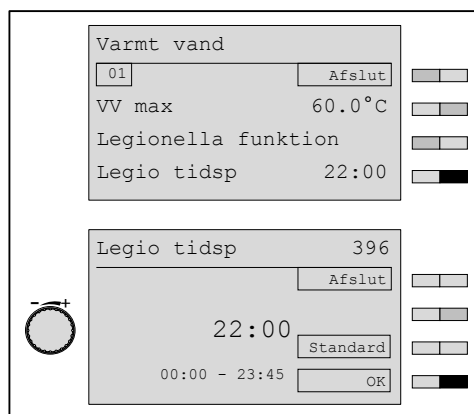 Varmt vand
01 Afslut
VV max 60.0°C
Legionella funktion
Legio tidsp 22:00
Legio tidsp 396
Afslut
- +
22:00
Standard
00:00 - 23:45 OK